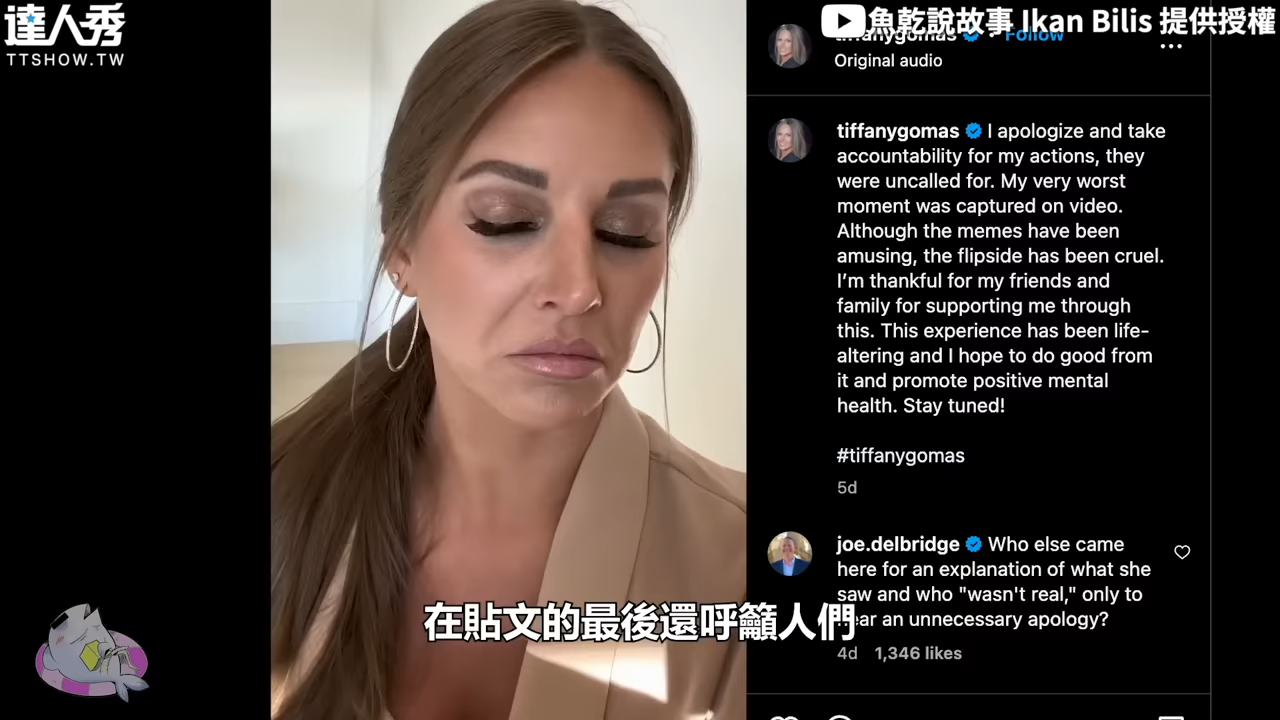 達人秀
TTSHOW.TW
魚乾說故事 Ikan Bilis 提供授權
tiffanygomas Follow
Original audio
tiffanygomas I apologize and take
accountability for my actions, they
were uncalled for. My very worst
moment was captured on video.
Although the memes have been
amusing, the flipside has been cruel.
I’m thankful for my friends and
family for supporting me through
this. This experience has been life-
altering and I hope to do good from
it and promote positive mental
health. Stay tuned!
#tiffanygomas
5d
joe.delbridge Who else came
here for an explanation of what she
saw and who "wasn't real," only to
ear an unnecessary apology?
在貼文的最後還呼籲人們
4d 1,346 likes